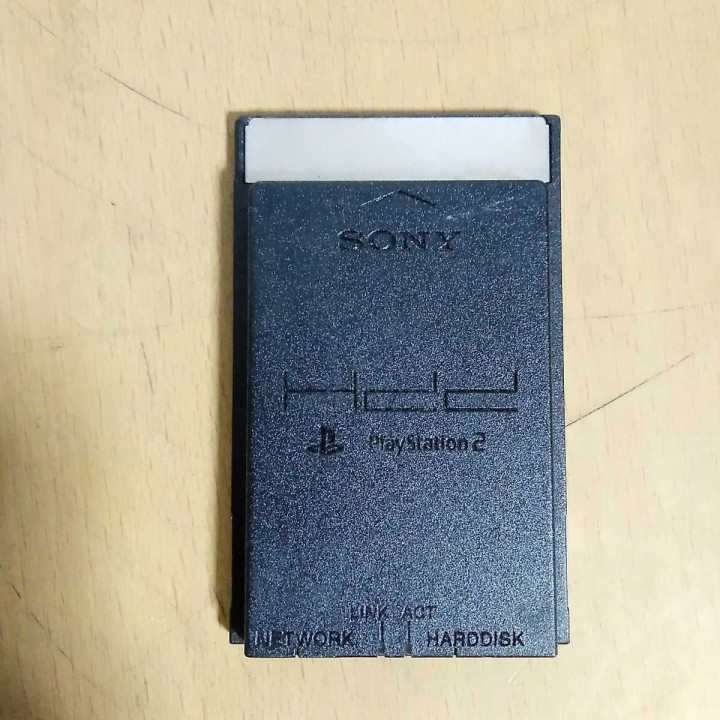 SONY
HDD
PlayStation 2
LINK ACT
NETWORK HARDDISK